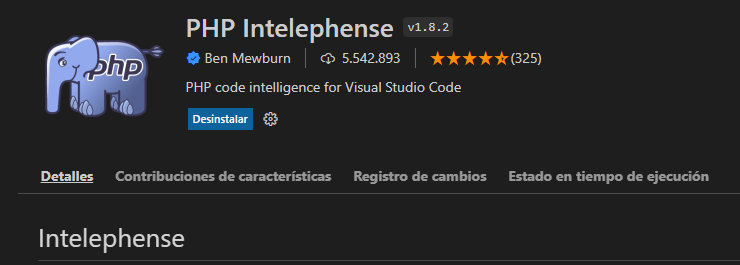 php
PHP Intelephense v1.8.2
Ben Mewburn 5.542.893 (325)
PHP code intelligence for Visual Studio Code
Desinstalar
Detalles Contribuciones de características Registro de cambios Estado en tiempo de ejecución
Intelephense